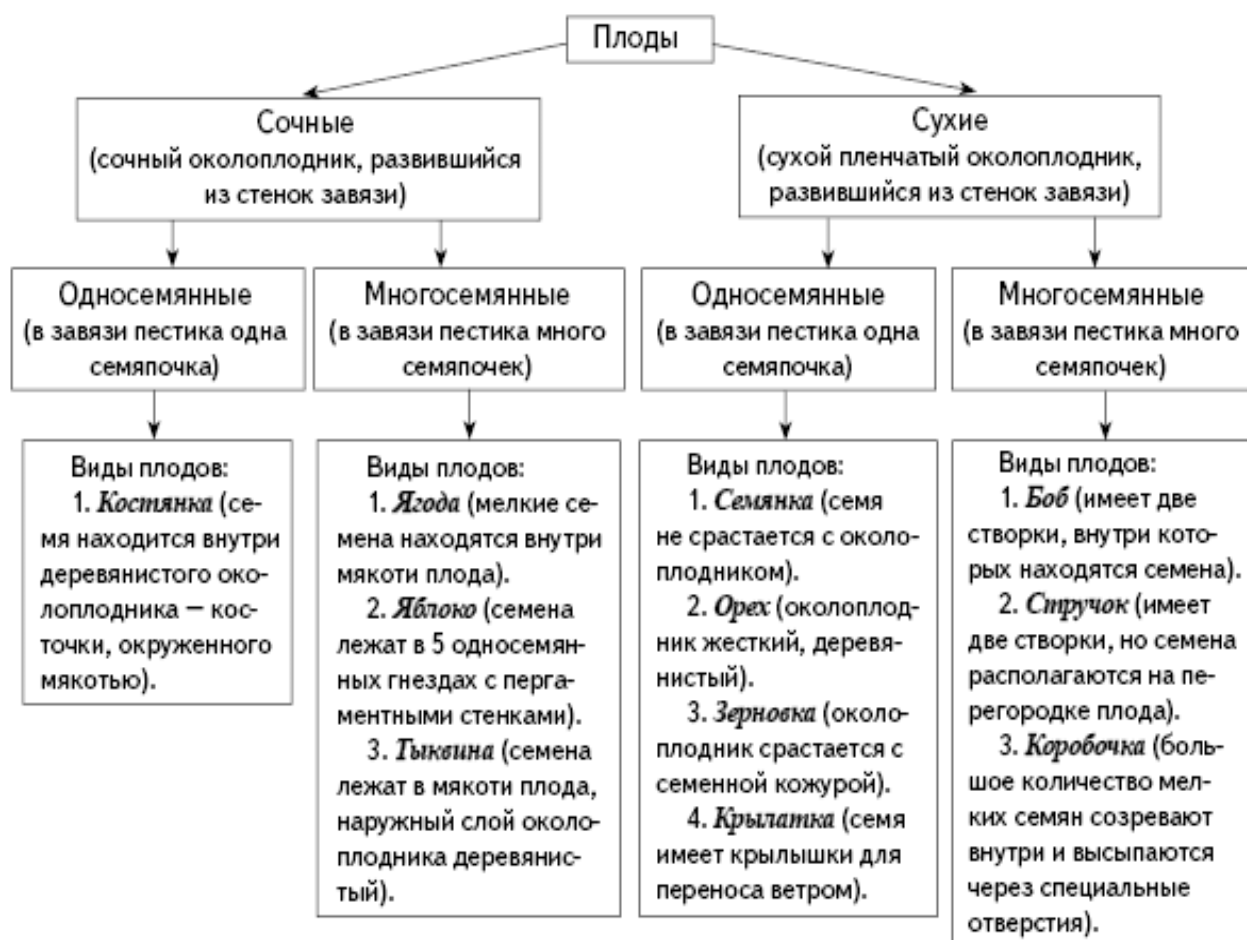 Плоды
Сочные
(сочный околоплодник, развившийся
из стенок завязи)
Сухие
(сухой пленчатый околоплодник,
развившийся из стенок завязи)
Односемянные
(в завязи пестика одна
семяпочка)
Многосемянные
(в завязи пестика много
семяпочек)
Односемянные
(в завязи пестика одна
семяпочка)
Многосемянные
(в завязи пестика много
семяпочек)
Виды плодов:
1. Костянка (се-
мя находится внутри
деревянистого око-
лоплодника — кос-
точки, окруженного
мякотью).
Виды плодов:
1. Ягода (мелкие се-
мена находятся внутри
мякоти плода).
2. Яблоко (семена
лежат в 5 односемян-
ных гнездах с перга-
ментными стенками).
3. Тыквина (семена
лежат в мякоти плода,
наружный слой около-
плодника деревянис-
тый).
Виды плодов:
1. Семянка (семя
не срастается с около-
плодником).
2. Орех (околоплод-
ник жесткий, деревя-
нистый).
3. Зерновка (около-
плодник срастается с
семенной кожурой).
4. Крылатка (семя
имеет крылышки для
переноса ветром).
Виды плодов:
1. Боб (имеет две
створки, внутри кото-
рых находятся семена).
2. Стручок (имеет
две створки, но семена
располагаются на пе-
регородке плода).
3. Коробочка (боль-
шое количество мел-
ких семян созревают
внутри и высыпаются
через специальные
отверстия).